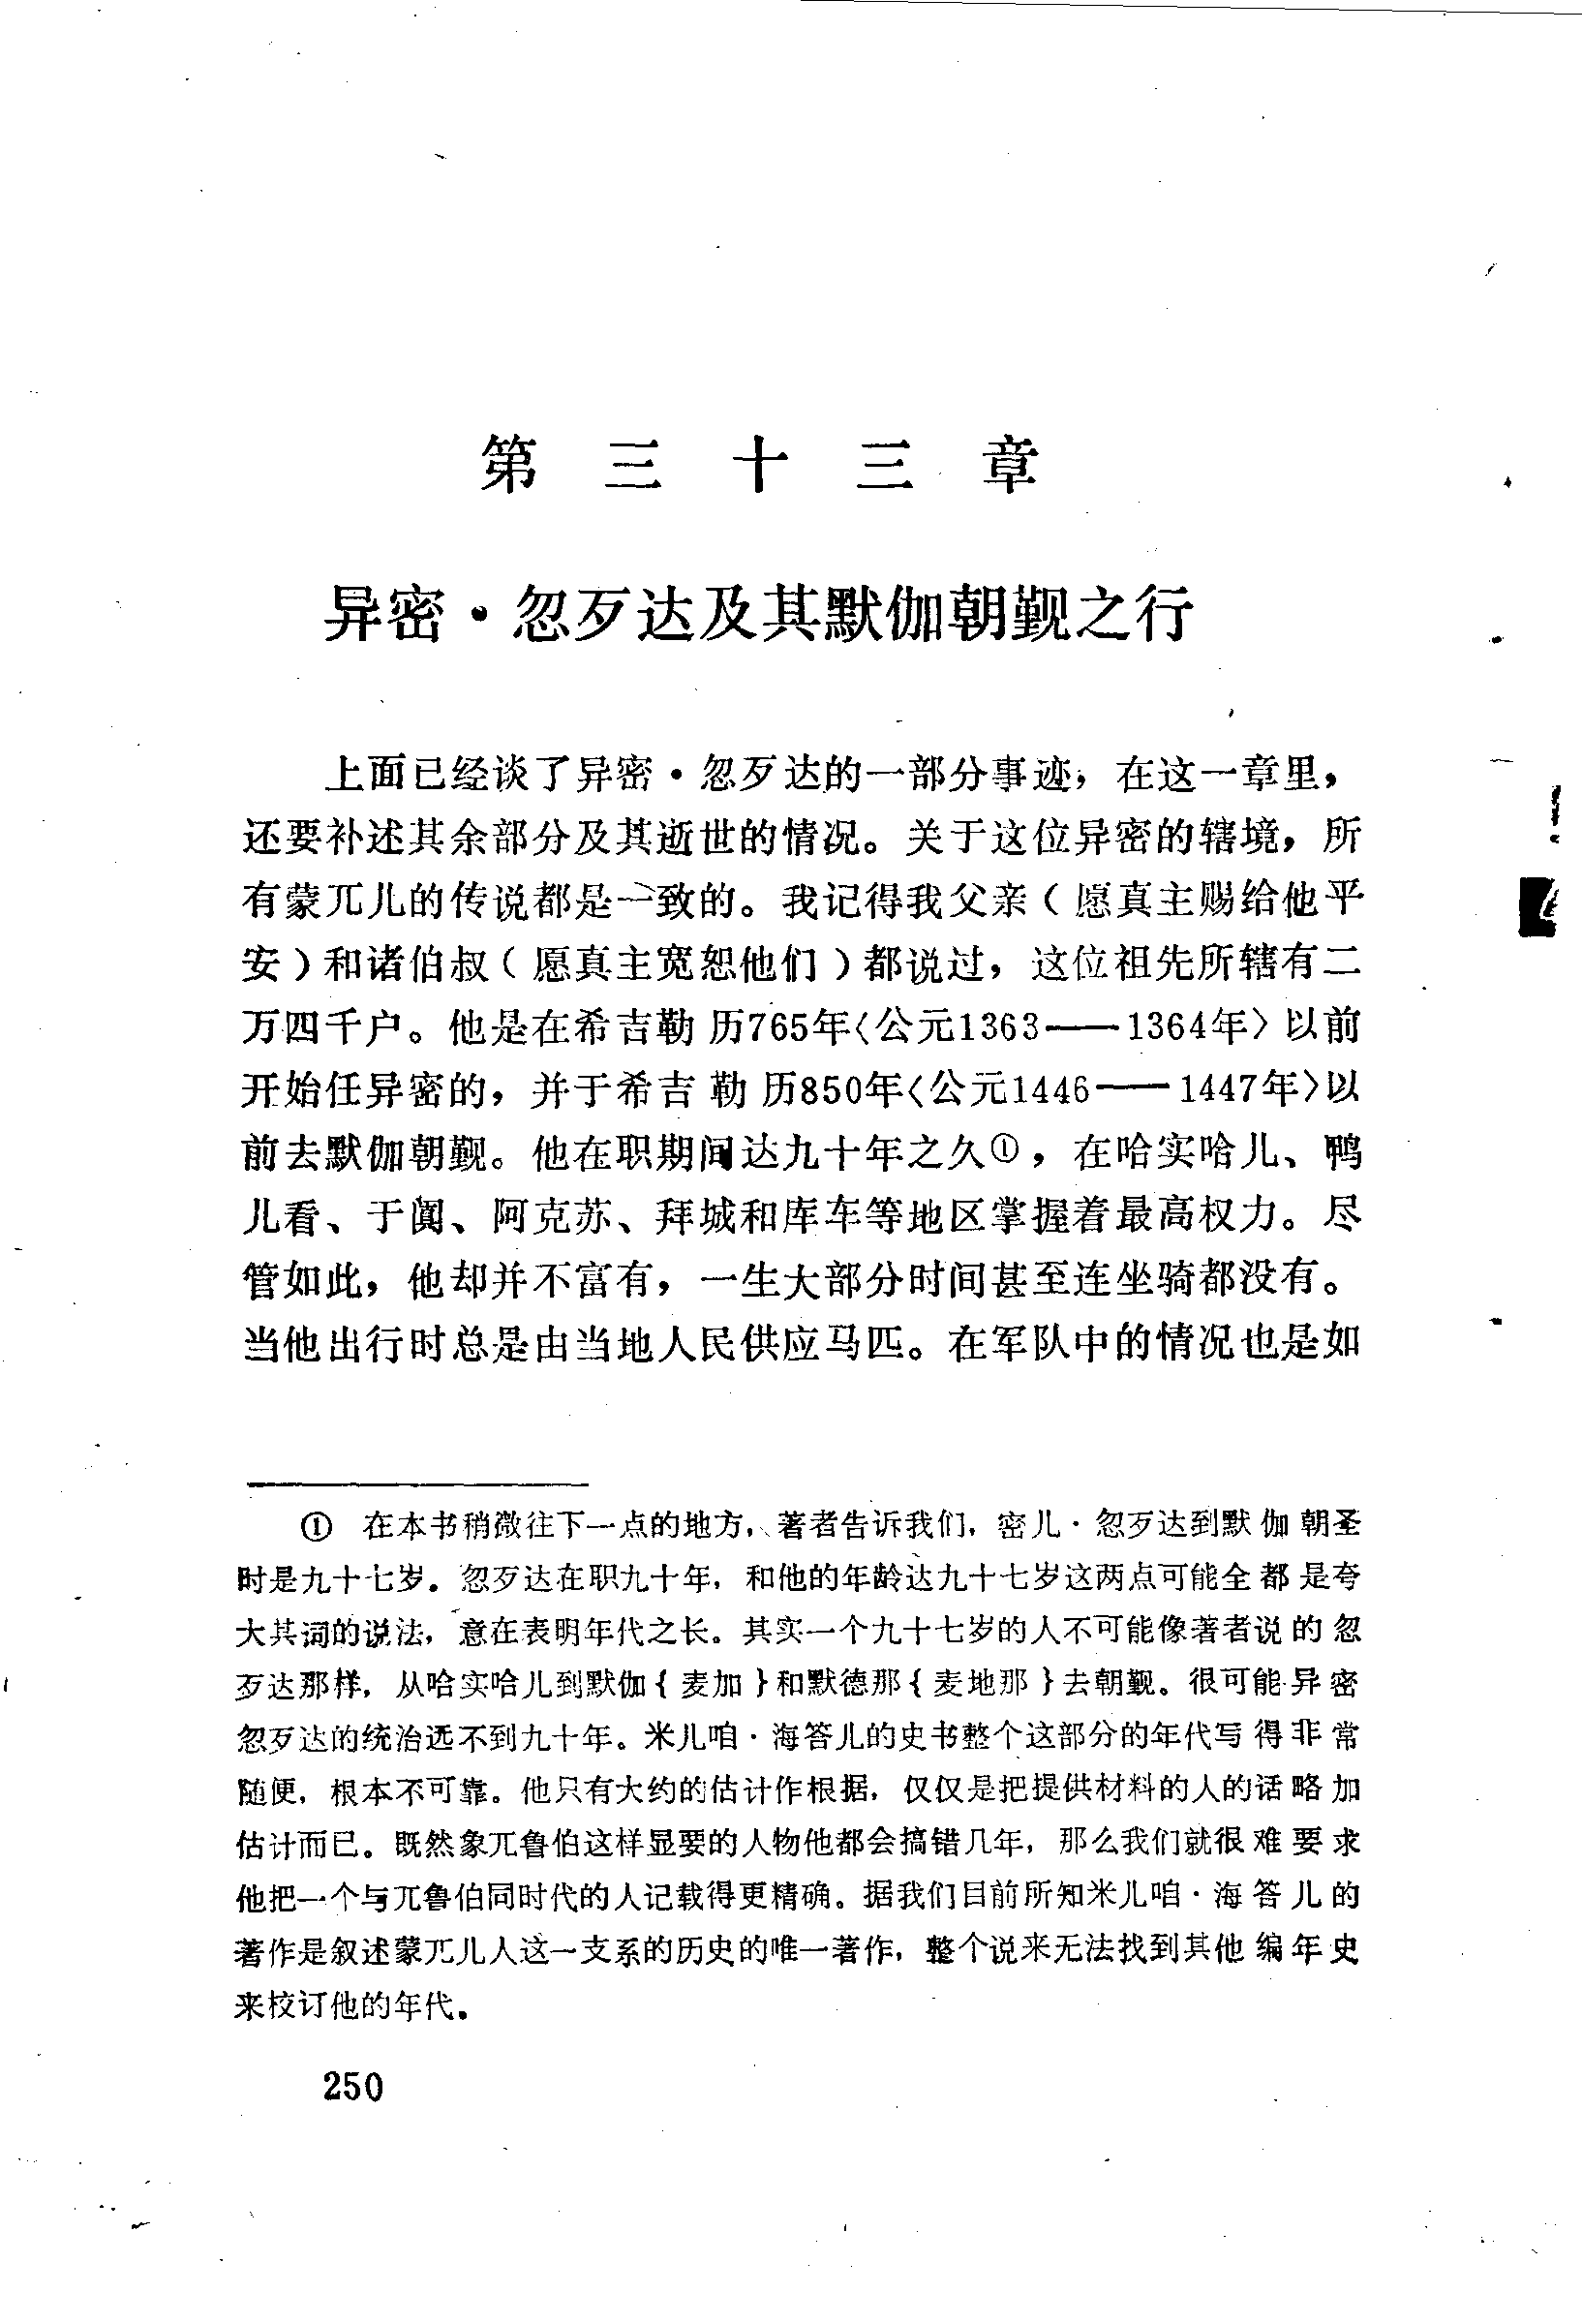 第三十三章
异密·忽歹达及其默伽朝觐之行
上面已经谈了异密·忽歹达的一部分事迹，在这一章里，
还要补述其余部分及其逝世的情况。关于这位异密的辖境，所
有蒙兀儿的传说都是一致的。我记得我父亲（愿真主赐给他平
安）和诸伯叔（愿真主宽恕他们）都说过，这位祖先所辖有二
万四千户。他是在希吉勒历765年〈公元1363——1364年〉以前
开始任异密的，并于希吉勒历850年〈公元1446——1447年〉以
前去默伽朝觐。他在职期间达九十年之久①，在哈实哈儿、鸭
儿看、于阗、阿克苏、拜城和库车等地区掌握着最高权力。尽
管如此，他却并不富有，一生大部分时间甚至连坐骑都没有。
当他出行时总是由当地人民供应马匹。在军队中的情况也是如
① 在本书稍微往下一点的地方，著者告诉我们，密儿·忽歹达到默伽朝圣
时是九十七岁。忽歹达在职九十年，和他的年龄达九十七岁这两点可能全都是夸
大其词的说法，意在表明年代之长。其实一个九十七岁的人不可能像著者说的忽
歹达那样，从哈实哈儿到默伽｛麦加｝和默德那｛麦地那｝去朝觐。很可能异密
忽歹达的统治远不到九十年。米儿咱·海答儿的史书整个这部分的年代写得非常
随便，根本不可靠。他只有大约的估计作根据，仅仅是把提供材料的人的话略加
估计而已。既然象兀鲁伯这样显要的人物他都会搞错几年，那么我们就很难要求
他把一个与兀鲁伯同时代的人记载得更精确。据我们目前所知米儿咱·海答儿的
著作是叙述蒙兀儿人这一支系的历史的唯一著作，整个说来无法找到其他编年史
来校订他的年代。
250